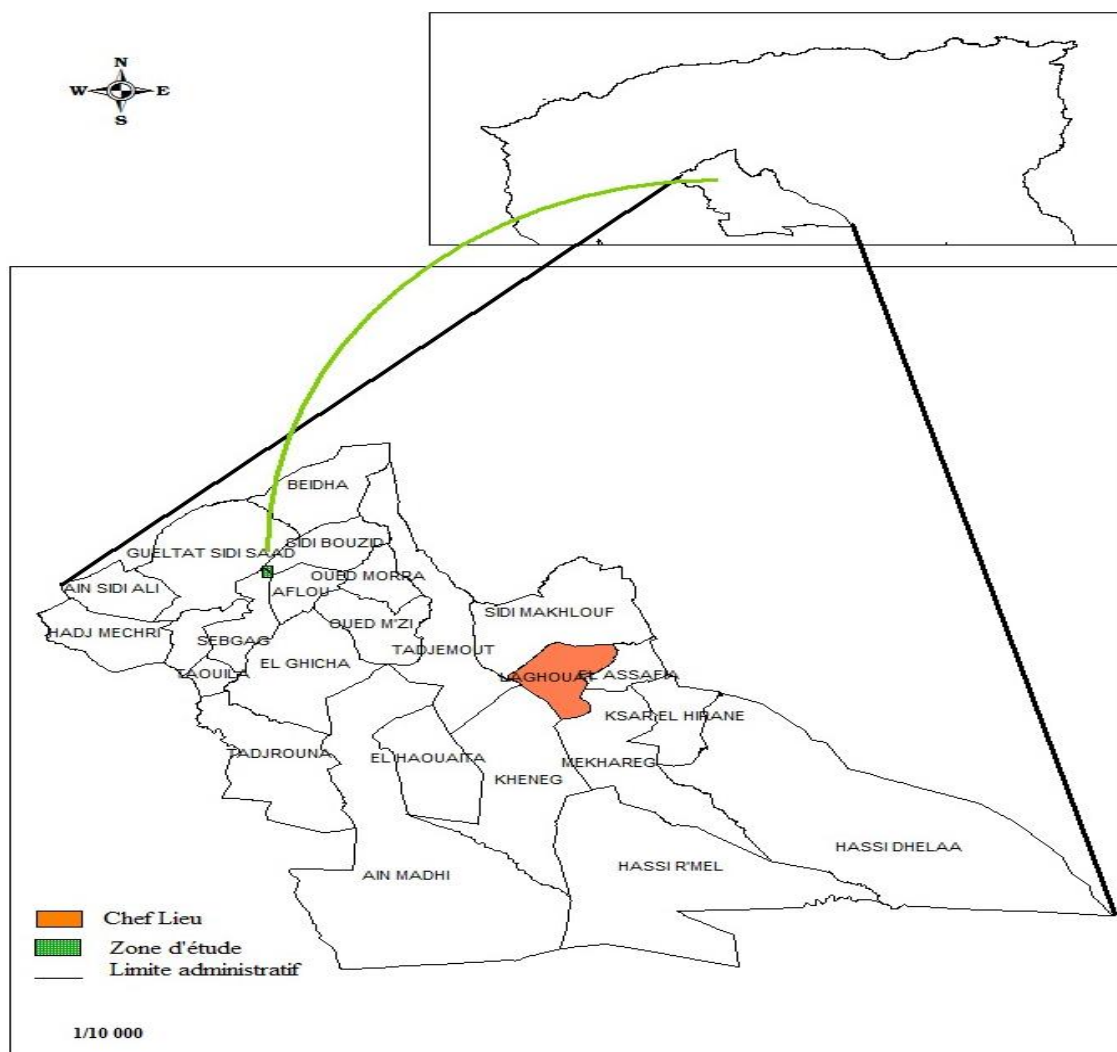 N
W E
S
BEIDHA
SIDI BOUZID
GUELTAT SIDI SAAD
OUED MORRA
AIN SIDI ALI
AFLOU
SIDI MAKHLOUF
OUED M'ZI
HADJ MECHRI
SEBGAG
TADJEMOUT
EL GHICHA
TAOUILA
LAGHOUAT
EL ASSAFIA
KSAR EL HIRANE
TADJROUNA
EL HAOUAITA
MEKHAREG
KHENEG
HASSI DHELAA
HASSI R'MEL
AIN MADHI
Chef Lieu
Zone d'étude
Limite administratif
1/10 000